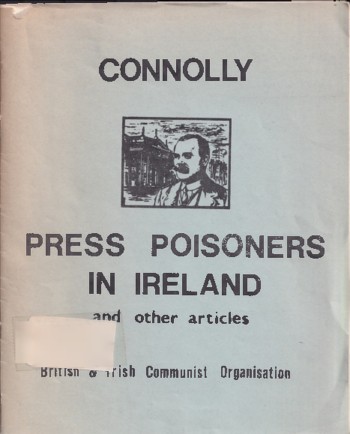 CONNOLLY
PRESS POISONERS
IN IRELAND
and other articles
British & Irish Communist Organisation